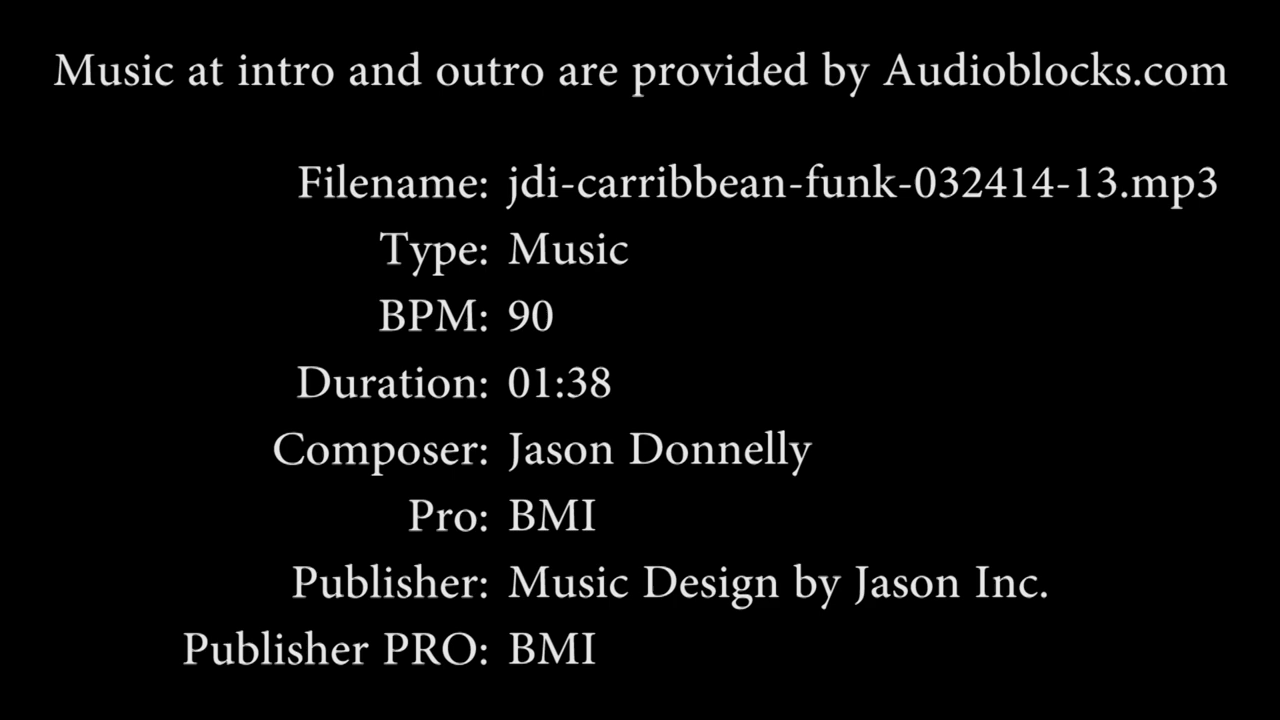 Music at intro and outro are provided by Audioblocks.com
Filename: jdi-carribbean-funk-032414-13.mp3
Type: Music
BPM: 90
Duration: 01:38
Composer: Jason Donnelly
Pro: BMI
Publisher: Music Design by Jason Inc.
Publisher PRO: BMI